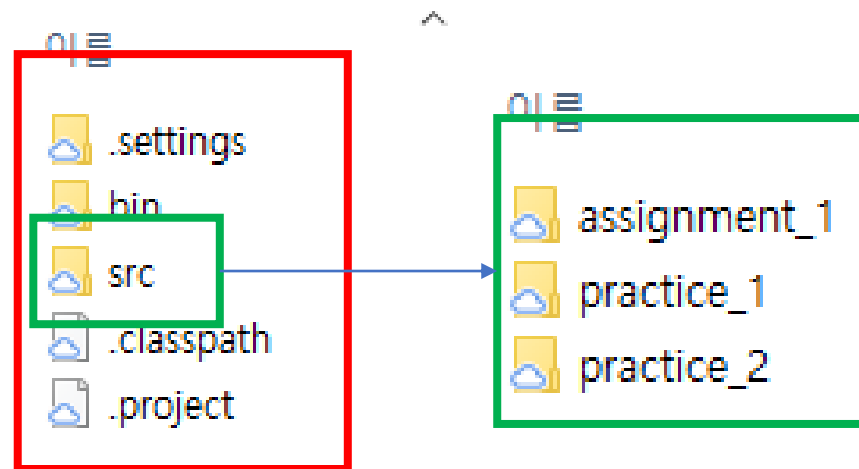 이름
.settings
bin
src
.classpath
.project
이름
assignment_1
practice_1
practice_2